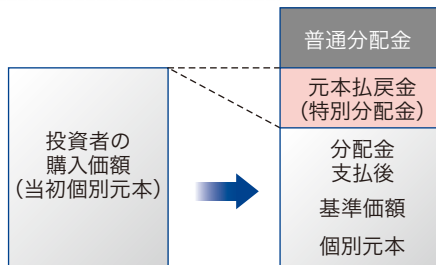 普通分配金
元本払戻金
(特別分配金)
投資者の
購入価額
(当初個別元本)
分配金
支払後
基準価額
個別元本